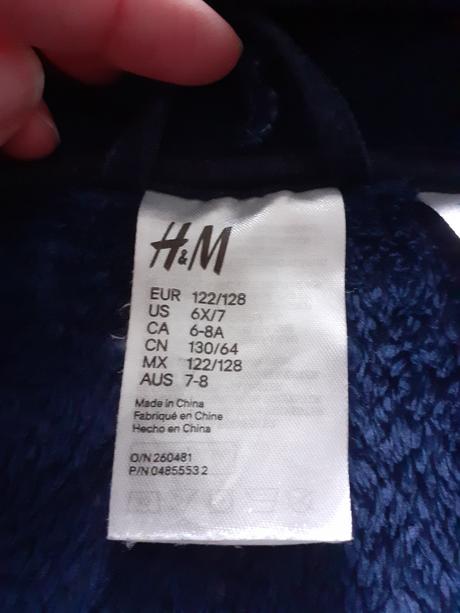 H&M
EUR 122/128
US 6X/7
CA 6-8A
CN 130/64
MX 122/128
AUS 7-8
Made in China
Fabriqué en Chine
Hecho en China
O/N 260481
P/N 0485553 2